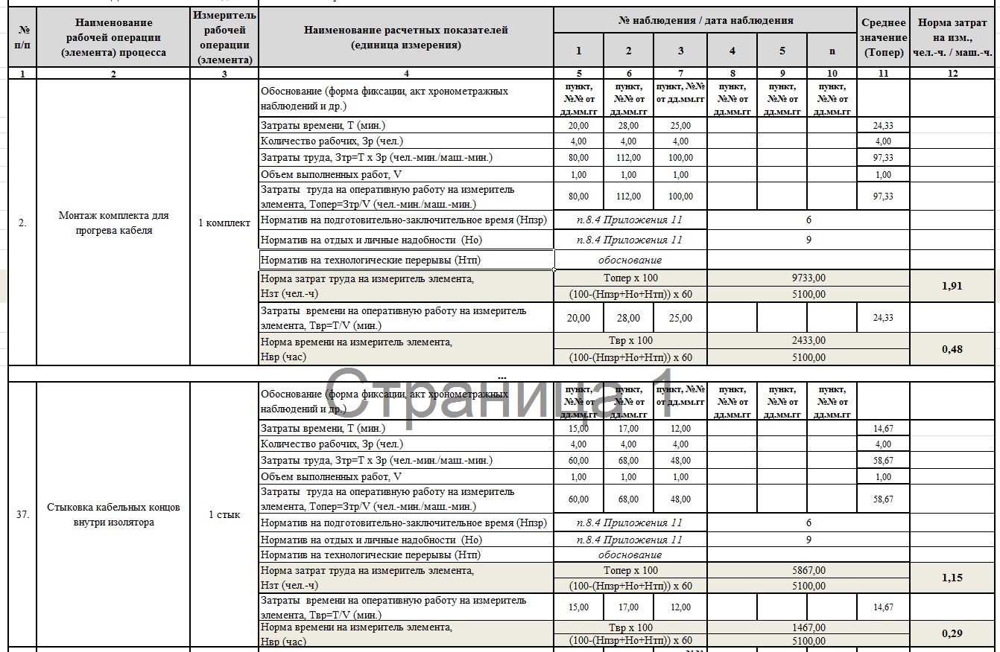 № п/п
Наименование рабочей операции (элемента) процесса
Измеритель рабочей операции (элемента)
Наименование расчетных показателей (единица измерения)
№ наблюдения / дата наблюдения
Среднее значение (Топер)
Норма затрат на изм., чел.-ч. / маш.-ч.
1 2 3 4 5 n
1 2 3 4 5 6 7 8 9 10 11 12
2.
Монтаж комплекта для прогрева кабеля
1 комплект
Обоснование (форма фиксации, акт хронометражных наблюдений и др.) пункт, №№ от дд.мм.гг пункт, №№ от дд.мм.гг пункт, №№ от дд.мм.гг пункт, №№ от дд.мм.гг пункт, №№ от дд.мм.гг пункт, №№ от дд.мм.гг
Затраты времени, Т (мин.) 20,00 28,00 25,00 24,33
Количество рабочих, Зр (чел.) 4,00 4,00 4,00 4,00
Затраты труда, Зтр=Т х Зр (чел.-мин./маш.-мин.) 80,00 112,00 100,00 97,33
Объем выполненных работ, V 1,00 1,00 1,00 1,00
Затраты труда на оперативную работу на измеритель элемента, Топер=Зтр/V (чел.-мин./маш.-мин.) 80,00 112,00 100,00 97,33
Норматив на подготовительно-заключительное время (Нпзр) п.8.4 Приложения 11 6
Норматив на отдых и личные надобности (Но) п.8.4 Приложения 11 9
Норматив на технологические перерывы (Нтп) обоснование
Норма затрат труда на измеритель элемента, Нзт (чел.-ч) Топер х 100 9733,00 1,91
(100-(Нпзр+Но+Нтп)) х 60 5100,00
Затраты времени на оперативную работу на измеритель элемента, Твр=Т/V (мин.) 20,00 28,00 25,00 24,33
Норма времени на измеритель элемента, Нвр (час) Твр х 100 2433,00 0,48
(100-(Нпзр+Но+Нтп)) х 60 5100,00
...
Страница 1
37.
Стыковка кабельных концов внутри изолятора
1 стык
Обоснование (форма фиксации, акт хронометражных наблюдений и др.) пункт, №№ от дд.мм.гг пункт, №№ от дд.мм.гг пункт, №№ от дд.мм.гг пункт, №№ от дд.мм.гг пункт, №№ от дд.мм.гг пункт, №№ от дд.мм.гг
Затраты времени, Т (мин.) 15,00 17,00 12,00 14,67
Количество рабочих, Зр (чел.) 4,00 4,00 4,00 4,00
Затраты труда, Зтр=Т х Зр (чел.-мин./маш.-мин.) 60,00 68,00 48,00 58,67
Объем выполненных работ, V 1,00 1,00 1,00 1,00
Затраты труда на оперативную работу на измеритель элемента, Топер=Зтр/V (чел.-мин./маш.-мин.) 60,00 68,00 48,00 58,67
Норматив на подготовительно-заключительное время (Нпзр) п.8.4 Приложения 11 6
Норматив на отдых и личные надобности (Но) п.8.4 Приложения 11 9
Норматив на технологические перерывы (Нтп) обоснование
Норма затрат труда на измеритель элемента, Нзт (чел.-ч) Топер х 100 5867,00 1,15
(100-(Нпзр+Но+Нтп)) х 60 5100,00
Затраты времени на оперативную работу на измеритель элемента, Твр=Т/V (мин.) 15,00 17,00 12,00 14,67
Норма времени на измеритель элемента, Нвр (час) Твр х 100 1467,00 0,29
(100-(Нпзр+Но+Нтп)) х 60 5100,00